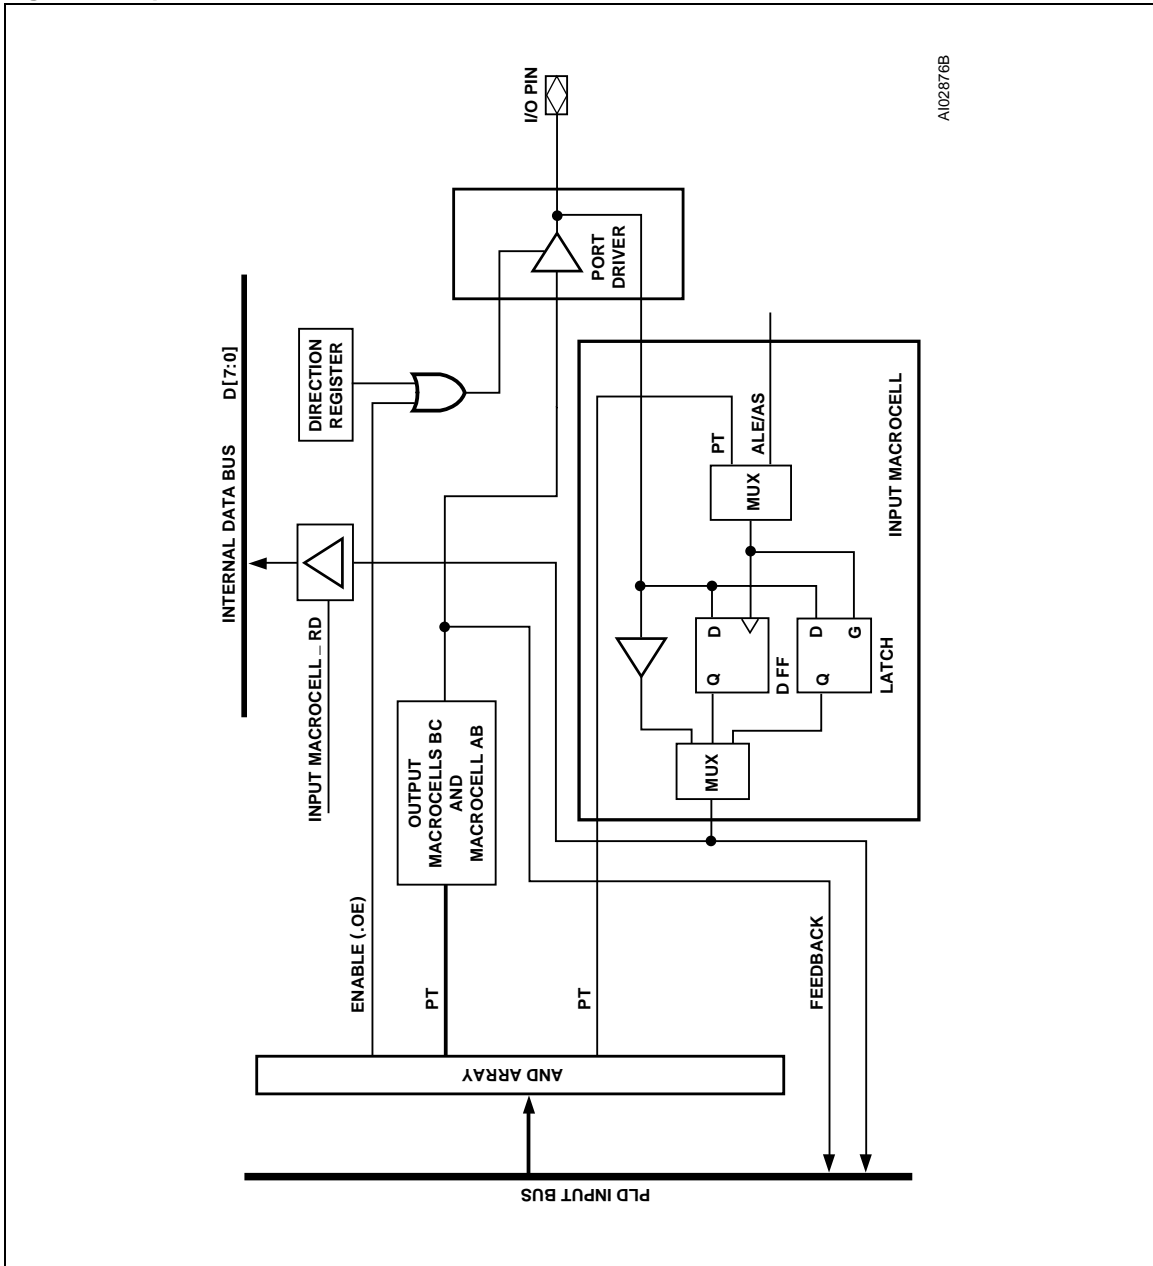 AI02876B
I/O PIN
PORT
DRIVER
INTERNAL DATA BUS D[7:0]
DIRECTION
REGISTER
INPUT MACROCELL _ RD
ENABLE (.OE)
OUTPUT
MACROCELLS BC
AND
MACROCELL AB
PT
PT
FEEDBACK
INPUT MACROCELL
PT
ALE/AS
MUX
D
Q
D FF
D
G
Q
LATCH
MUX
AND ARRAY
PLD INPUT BUS